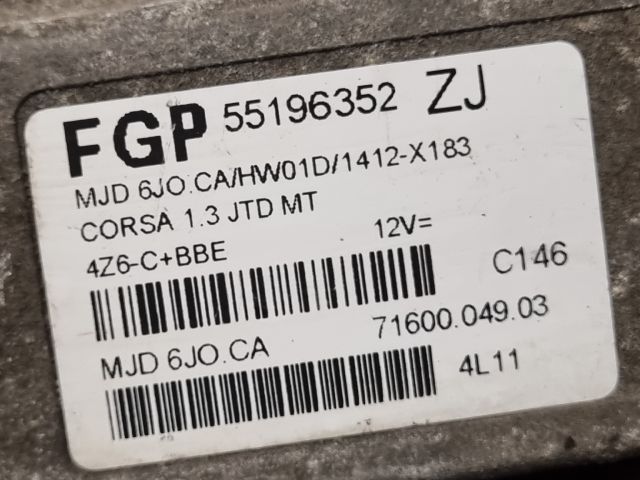 FGP 55196352 ZJ
MJD 6JO.CA/HW01D/1412-X183
CORSA 1.3 JTD MT
4Z6-C+BBE 12V=
C146
MJD 6JO.CA 71600.049.03
4L11